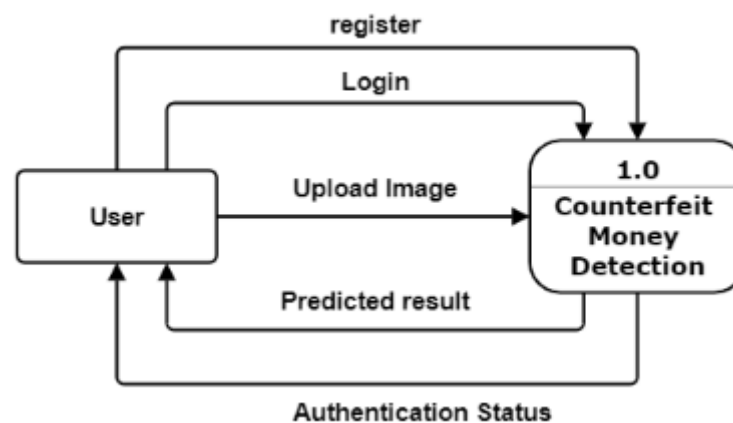 register
Login
Upload Image
User
1.0
Counterfeit
Money
Detection
Predicted result
Authentication Status